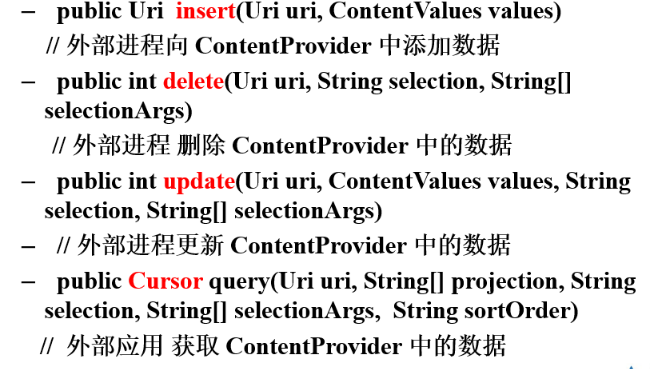 – public Uri insert(Uri uri, ContentValues values)
// 外部进程向 ContentProvider 中添加数据
– public int delete(Uri uri, String selection, String[]
selectionArgs)
// 外部进程 删除 ContentProvider 中的数据
– public int update(Uri uri, ContentValues values, String
selection, String[] selectionArgs)
– // 外部进程更新 ContentProvider 中的数据
– public Cursor query(Uri uri, String[] projection, String
selection, String[] selectionArgs, String sortOrder)
// 外部应用 获取 ContentProvider 中的数据